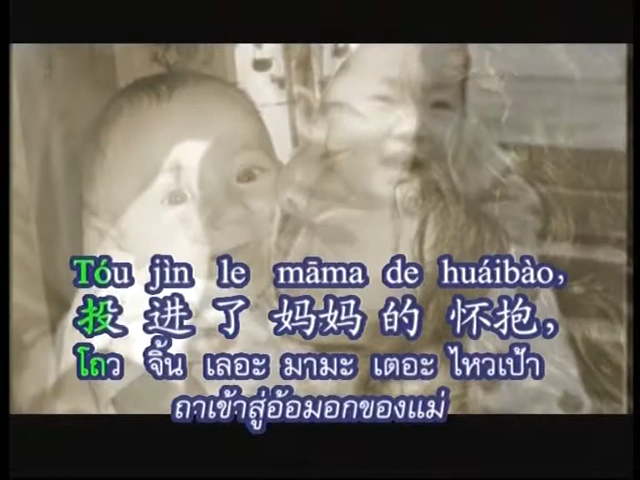 Tóu jìn le māma de huáibào,
投 进 了 妈妈 的 怀抱,
โถว จิ้น เลอะ มามะ เตอะ ไหวเป้า
ถาเข้าสู่อ้อมอกของแม่